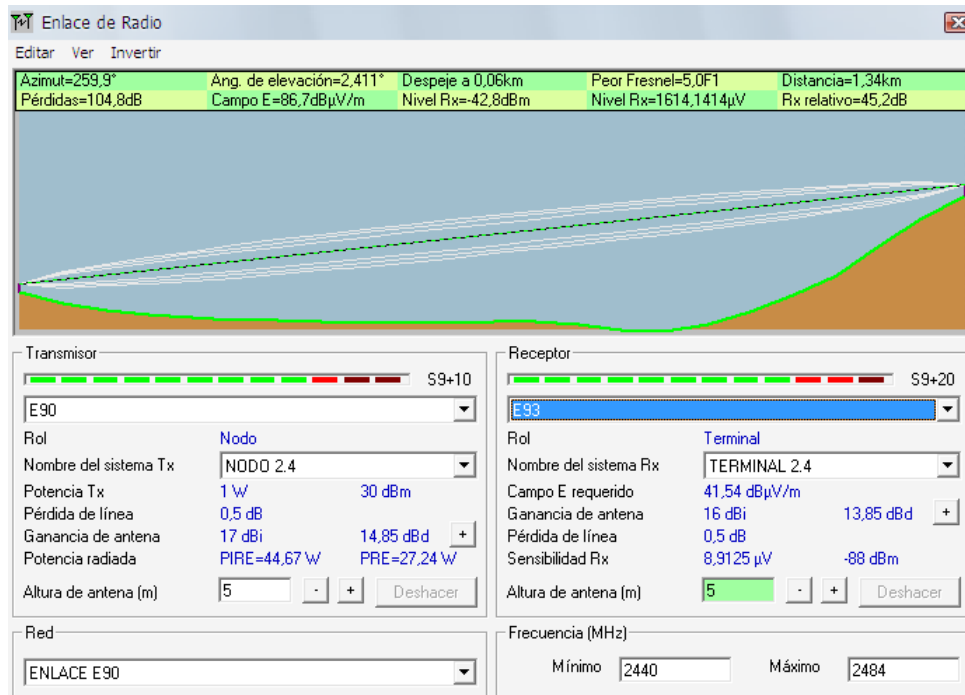 Enlace de Radio
Editar Ver Invertir
Azimut=259,9° Ang. de elevación=2,411° Despeje a 0,06km Peor Fresnel=5,0F1 Distancia=1,34km
Pérdidas=104,8dB Campo E=86,7dBµV/m Nivel Rx=-42,8dBm Nivel Rx=1614,1414µV Rx relativo=45,2dB
Transmisor
S9+10
E90
Rol Nodo
Nombre del sistema Tx NODO 2.4
Potencia Tx 1 W 30 dBm
Pérdida de línea 0,5 dB
Ganancia de antena 17 dBi 14,85 dBd +
Potencia radiada PIRE=44,67 W PRE=27,24 W
Altura de antena (m) 5 - + Deshacer
Red
ENLACE E90
Receptor
S9+20
E93
Rol Terminal
Nombre del sistema Rx TERMINAL 2.4
Campo E requerido 41,54 dBµV/m
Ganancia de antena 16 dBi 13,85 dBd +
Pérdida de línea 0,5 dB
Sensibilidad Rx 8,9125 µV -88 dBm
Altura de antena (m) 5 - + Deshacer
Frecuencia (MHz)
Mínimo 2440 Máximo 2484